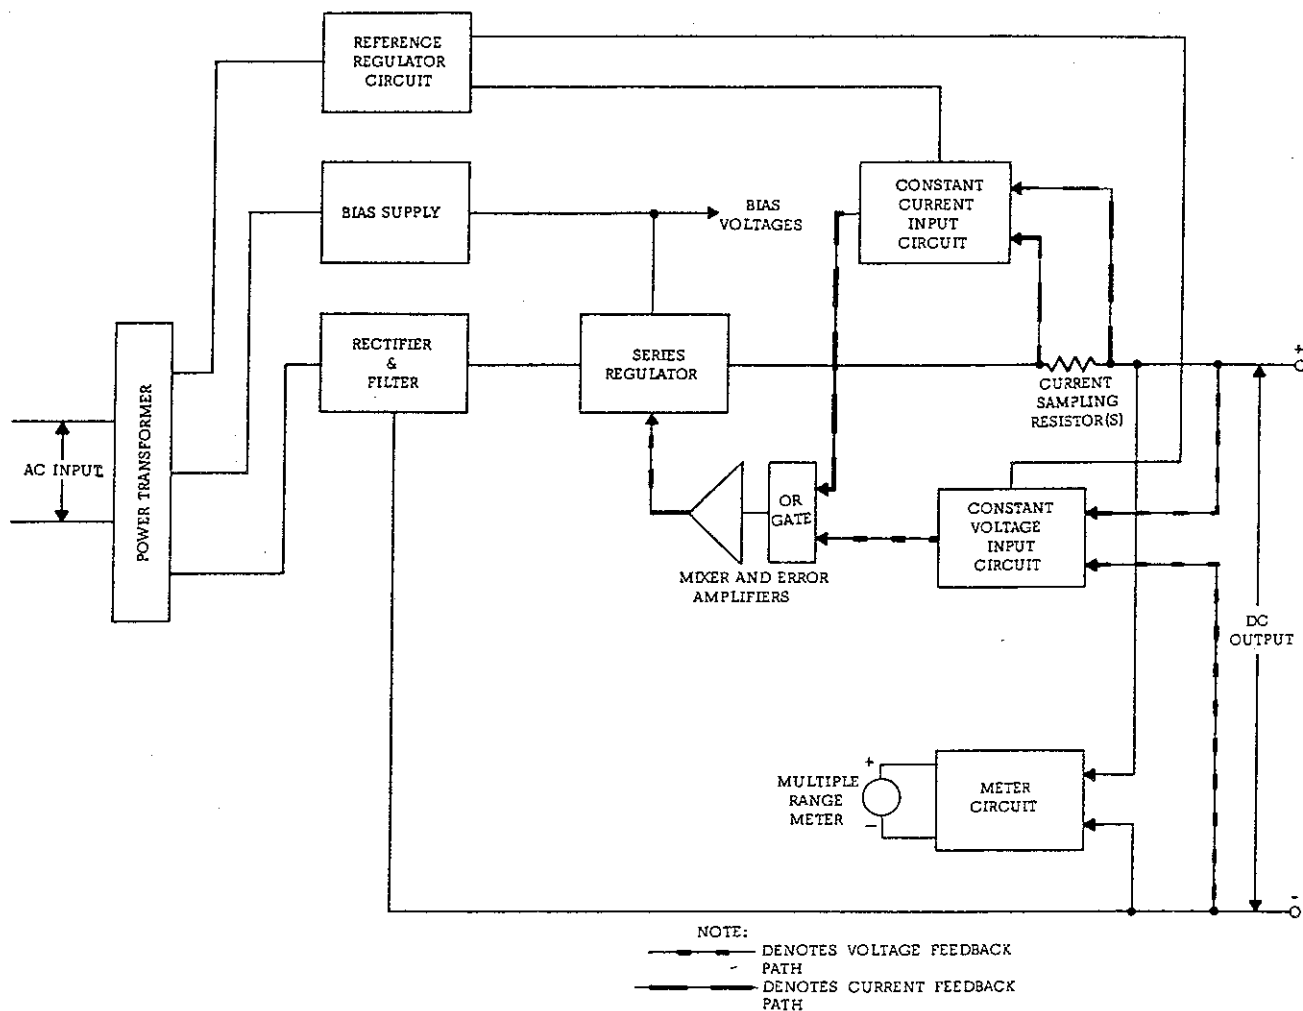 REFERENCE
REGULATOR
CIRCUIT
BIAS SUPPLY
BIAS
VOLTAGES
CONSTANT
CURRENT
INPUT
CIRCUIT
RECTIFIER
&
FILTER
SERIES
REGULATOR
+
CURRENT
SAMPLING
RESISTOR(S)
AC INPUT
POWER TRANSFORMER
OR
GATE
CONSTANT
VOLTAGE
INPUT
CIRCUIT
MIXER AND ERROR
AMPLIFIERS
DC
OUTPUT
+
MULTIPLE
RANGE
METER
-
METER
CIRCUIT
-
NOTE:
DENOTES VOLTAGE FEEDBACK
PATH
DENOTES CURRENT FEEDBACK
PATH